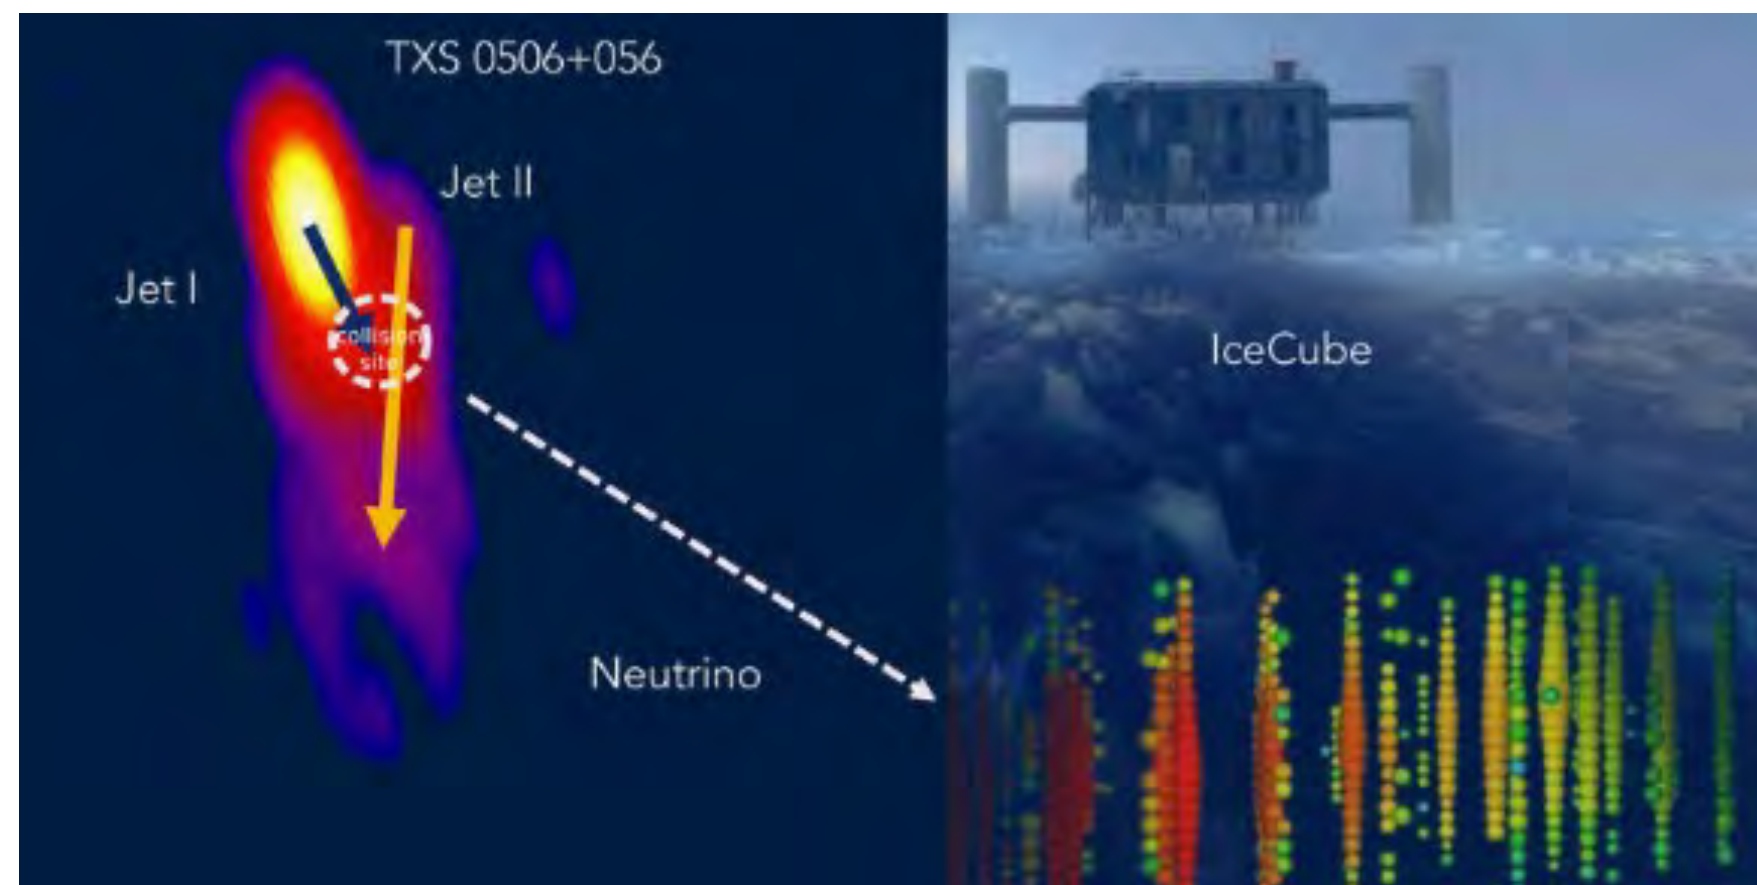 TXS 0506+056
Jet II
Jet I
collision
site
IceCube
Neutrino